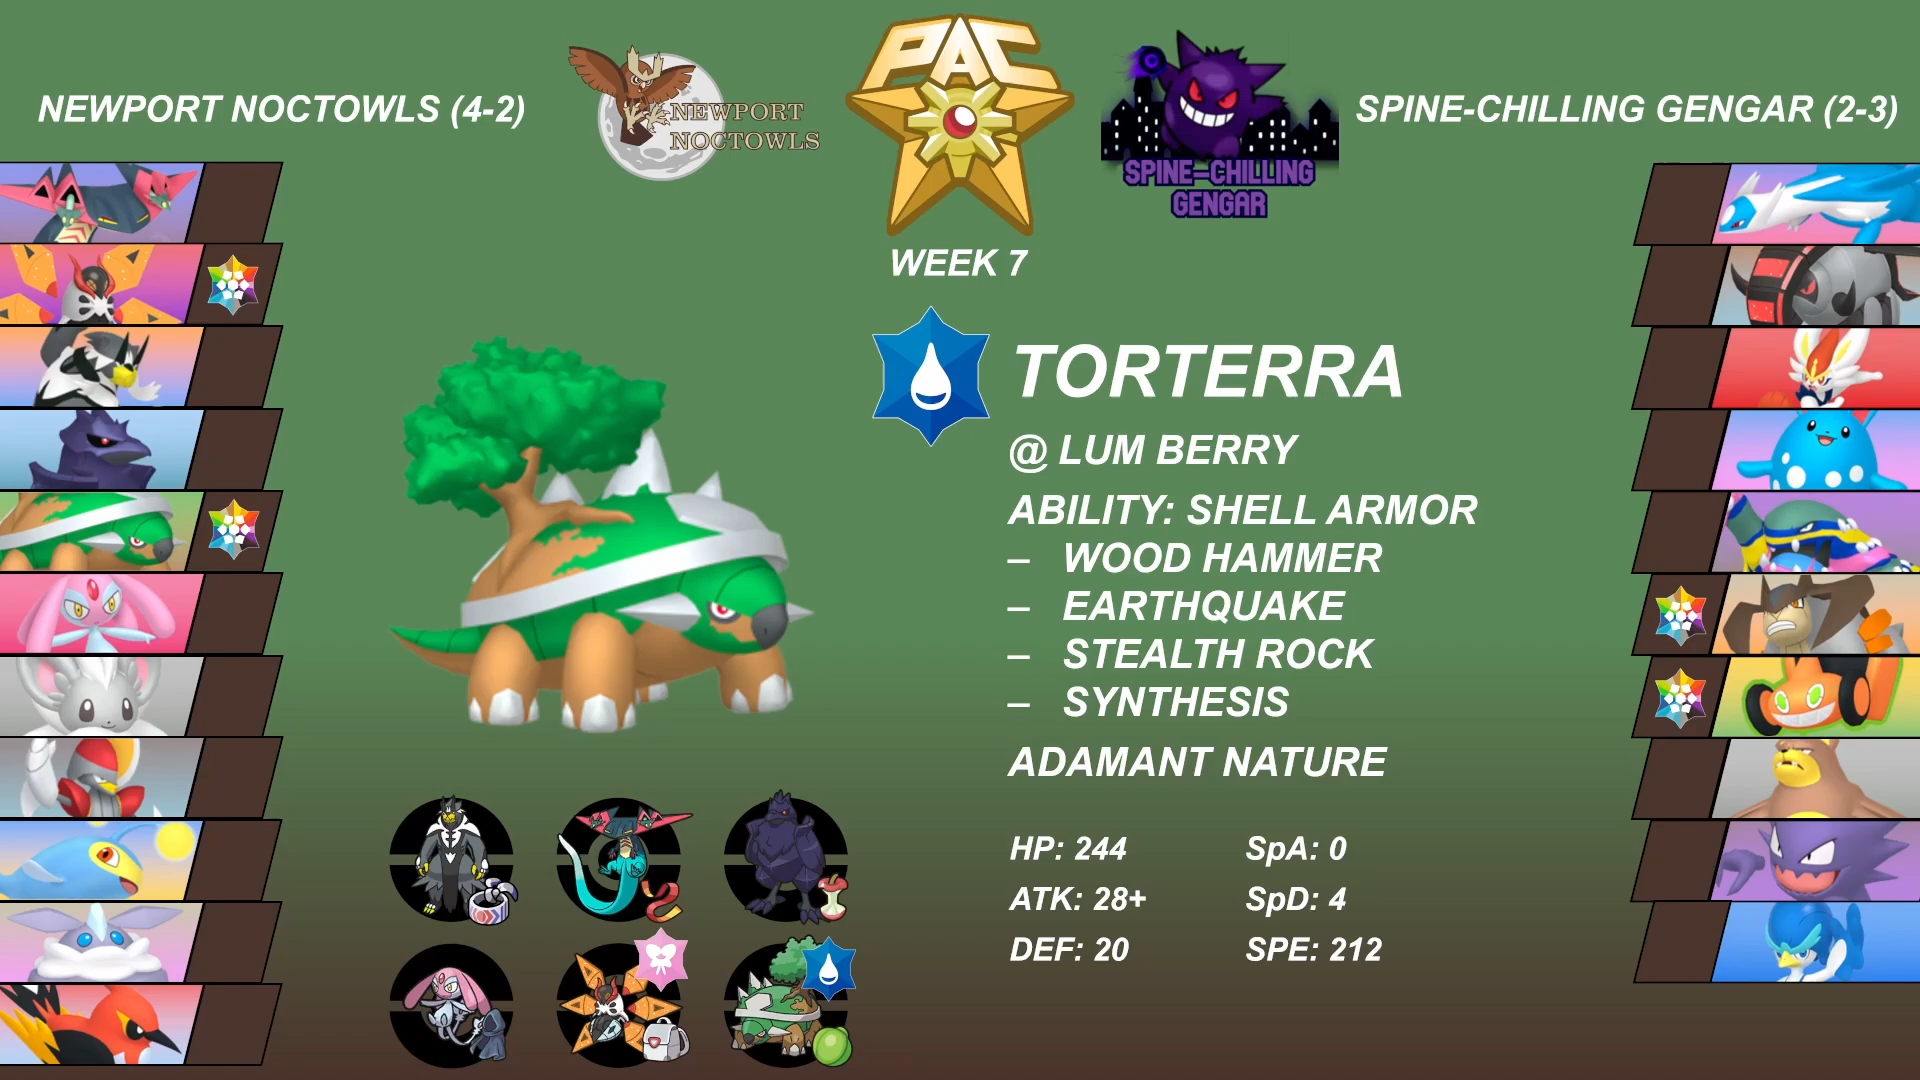 NEWPORT NOCTOWLS (4-2)
NEWPORT
NOCTOWLS
PAC
SPINE-CHILLING
GENGAR
SPINE-CHILLING GENGAR (2-3)
WEEK 7
TORTERRA
@ LUM BERRY
ABILITY: SHELL ARMOR
– WOOD HAMMER
– EARTHQUAKE
– STEALTH ROCK
– SYNTHESIS
ADAMANT NATURE
HP: 244 SpA: 0
ATK: 28+ SpD: 4
DEF: 20 SPE: 212